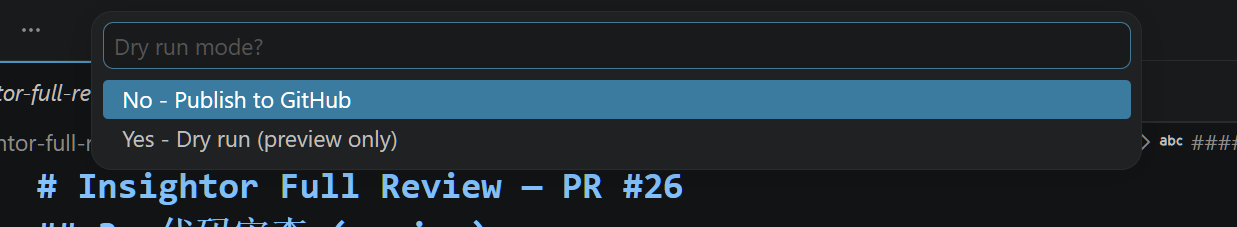 ...
Dry run mode?
No - Publish to GitHub
tor-full-re
Yes - Dry run (preview only)
ntor-full-r
abc ####
# Insightor Full Review — PR #26